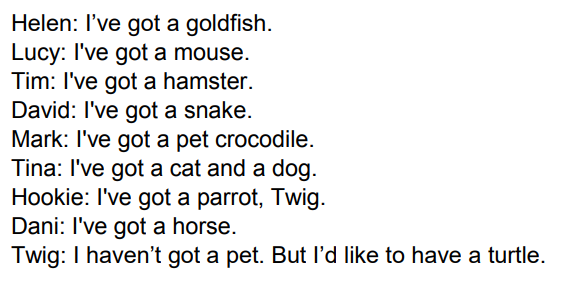 Helen: I’ve got a goldfish.
Lucy: I've got a mouse.
Tim: I've got a hamster.
David: I've got a snake.
Mark: I've got a pet crocodile.
Tina: I've got a cat and a dog.
Hookie: I've got a parrot, Twig.
Dani: I've got a horse.
Twig: I haven’t got a pet. But I’d like to have a turtle.